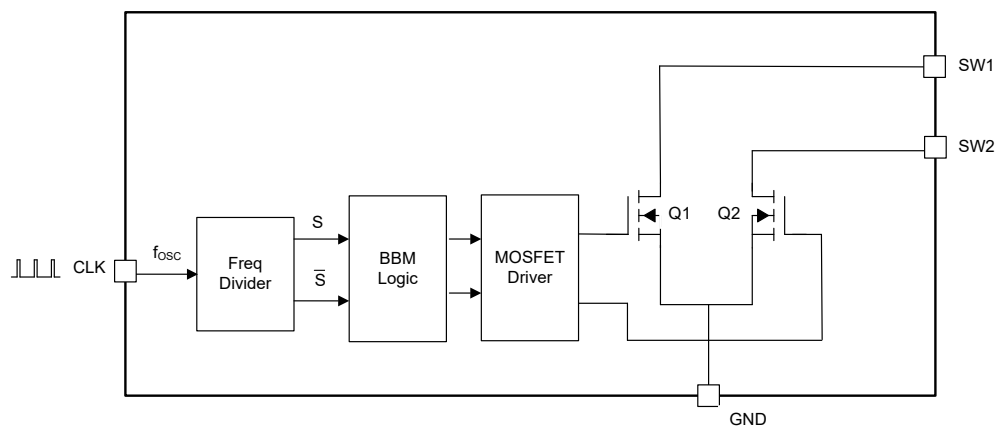 SW1
SW2
Q1
Q2
S
S̅
fOSC
CLK
Freq
Divider
BBM
Logic
MOSFET
Driver
GND